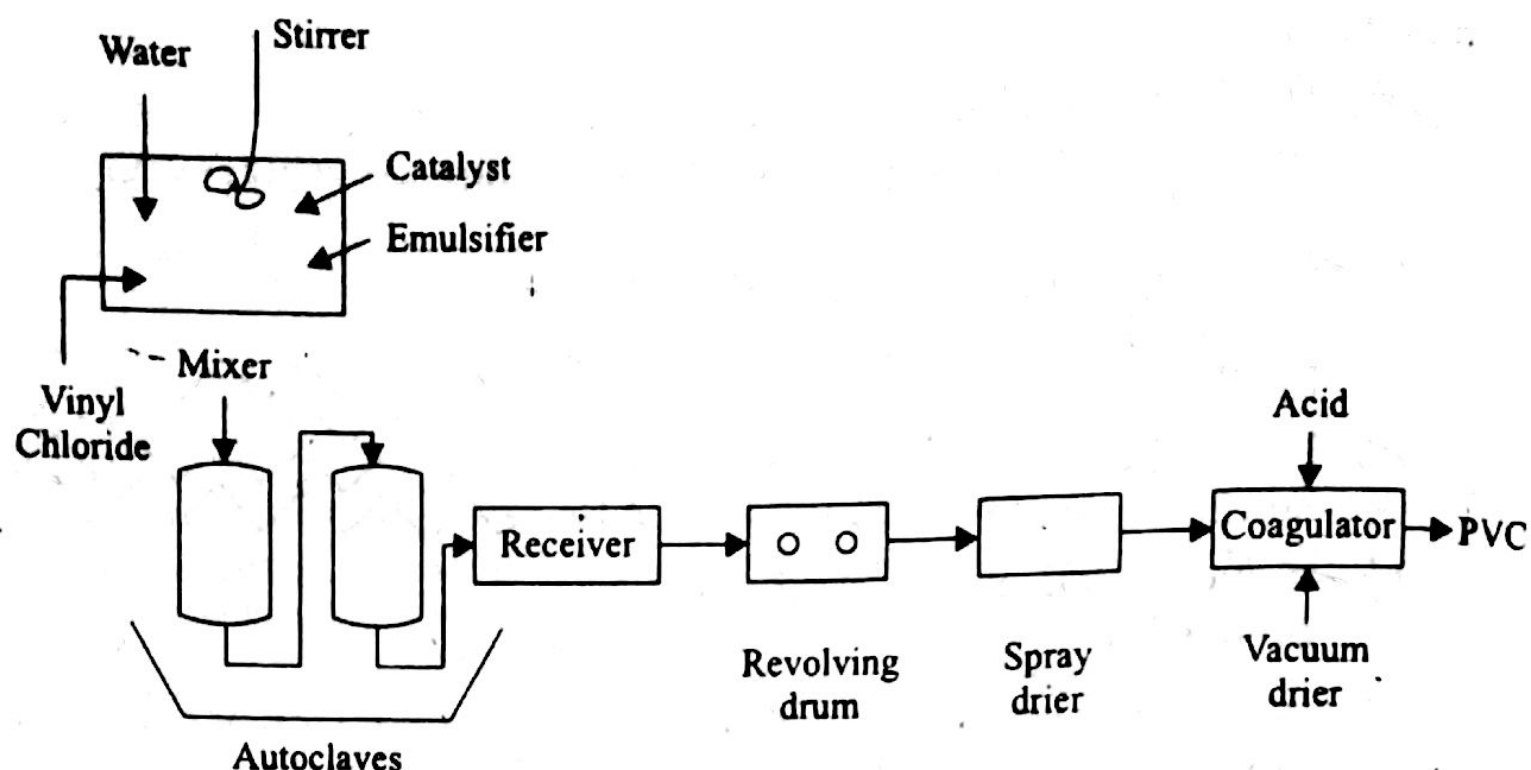 Water
Stirrer
Catalyst
Emulsifier
Mixer
Vinyl
Chloride
Acid
Receiver
Coagulator
PVC
Revolving
drum
Spray
drier
Vacuum
drier
Autoclaves